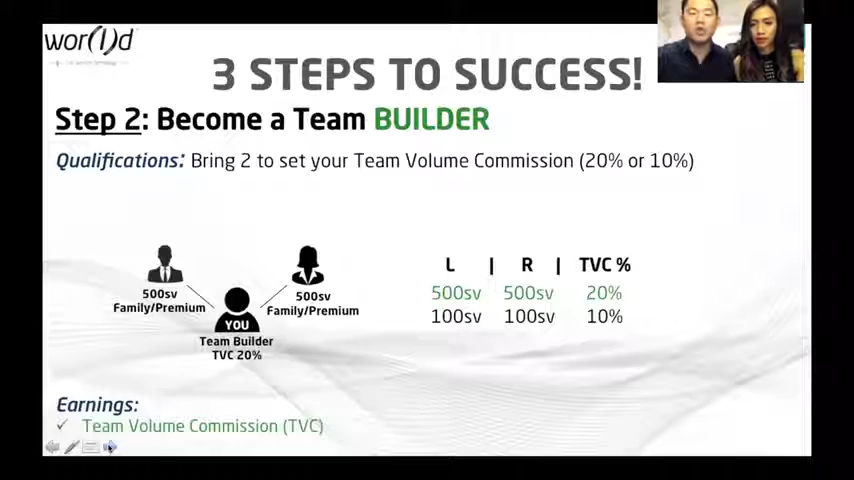 wor(l)d
3 STEPS TO SUCCESS!
Step 2: Become a Team BUILDER
Qualifications: Bring 2 to set your Team Volume Commission (20% or 10%)
L | R | TVC %
500sv 500sv 20%
100sv 100sv 10%
500sv
Family/Premium
500sv
Family/Premium
YOU
Team Builder
TVC 20%
Earnings:
✓ Team Volume Commission (TVC)